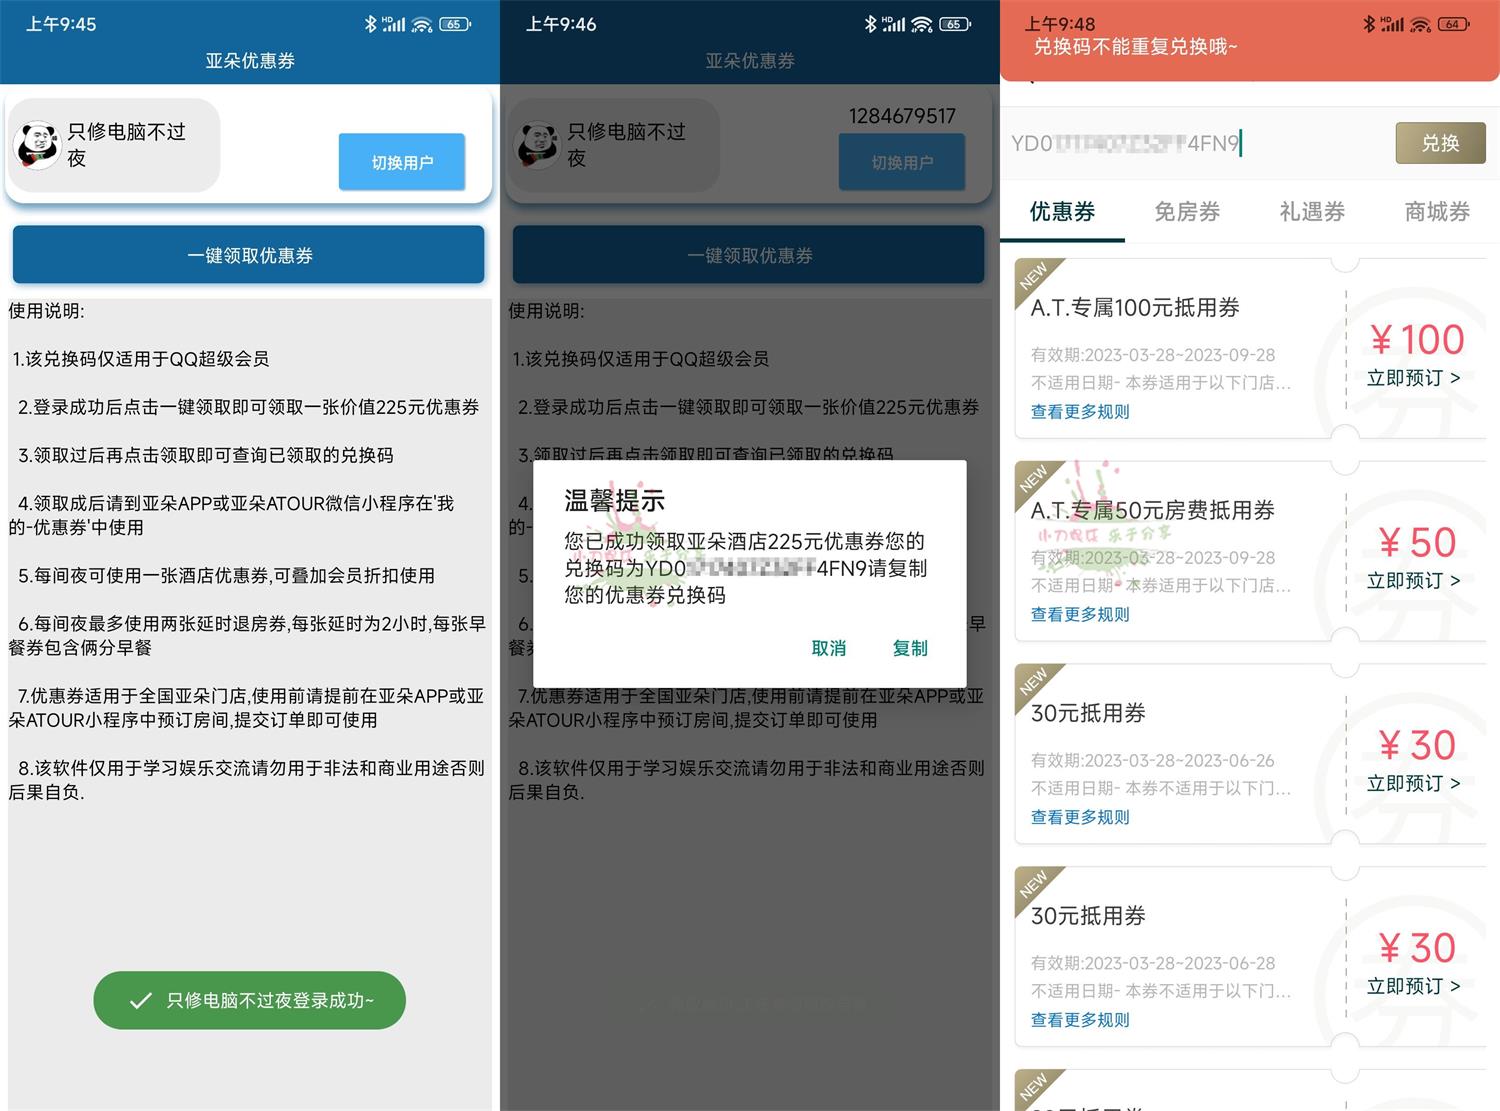 上午9:45
HD
65
亚朵优惠券
只修电脑不过
夜
切换用户
一键领取优惠券
使用说明:
1.该兑换码仅适用于QQ超级会员
2.登录成功后点击一键领取即可领取一张价值225元优惠券
3.领取过后再点击领取即可查询已领取的兑换码
4.领取成后请到亚朵APP或亚朵ATOUR微信小程序在'我
的-优惠券'中使用
5.每间夜可使用一张酒店优惠券,可叠加会员折扣使用
6.每间夜最多使用两张延时退房券,每张延时为2小时,每张早
餐券包含俩分早餐
7.优惠券适用于全国亚朵门店,使用前请提前在亚朵APP或亚
朵ATOUR小程序中预订房间,提交订单即可使用
8.该软件仅用于学习娱乐交流请勿用于非法和商业用途否则
后果自负.
只修电脑不过夜登录成功~
上午9:46
HD
65
亚朵优惠券
只修电脑不过
夜
1284679517
切换用户
一键领取优惠券
使用说明:
1.该兑换码仅适用于QQ超级会员
2.登录成功后点击一键领取即可领取一张价值225元优惠券
3.领取过后再点击领取即可查询已领取的兑换码
4.
的-
5.
6.
早
餐券
温馨提示
您已成功领取亚朵酒店225元优惠券您的
兑换码为YD0 4FN9请复制
您的优惠券兑换码
取消
复制
小刀娱乐 乐于分享
7.优惠券适用于全国亚朵门店,使用前请提前在亚朵APP或亚
朵ATOUR小程序中预订房间,提交订单即可使用
8.该软件仅用于学习娱乐交流请勿用于非法和商业用途否则
后果自负.
上午9:48
HD
64
兑换码不能重复兑换哦~
YD0 4FN9
兑换
优惠券
免房券
礼遇券
商城券
NEW
A.T.专属100元抵用券
有效期:2023-03-28~2023-09-28
不适用日期- 本券适用于以下门店...
查看更多规则
券
¥100
立即预订 >
NEW
A.T.专属50元房费抵用券
小刀娱乐 乐于分享
有效期:2023-03-28~2023-09-28
不适用日期- 本券适用于以下门店...
查看更多规则
券
¥50
立即预订 >
NEW
30元抵用券
有效期:2023-03-28~2023-06-26
不适用日期- 本券不适用于以下门...
查看更多规则
券
¥30
立即预订 >
NEW
30元抵用券
有效期:2023-03-28~2023-06-28
不适用日期- 本券不适用于以下门...
查看更多规则
券
¥30
立即预订 >
NEW